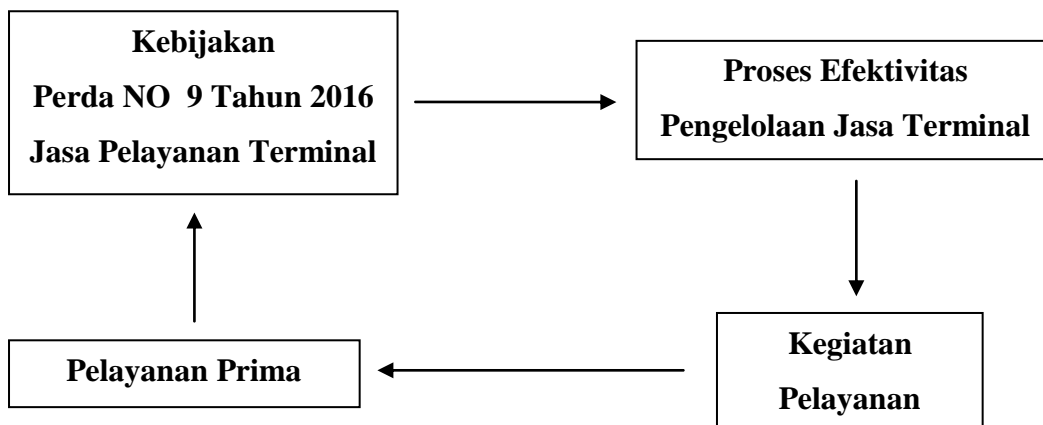 Kebijakan
Perda NO 9 Tahun 2016
Jasa Pelayanan Terminal
Proses Efektivitas
Pengelolaan Jasa Terminal
Kegiatan
Pelayanan
Pelayanan Prima